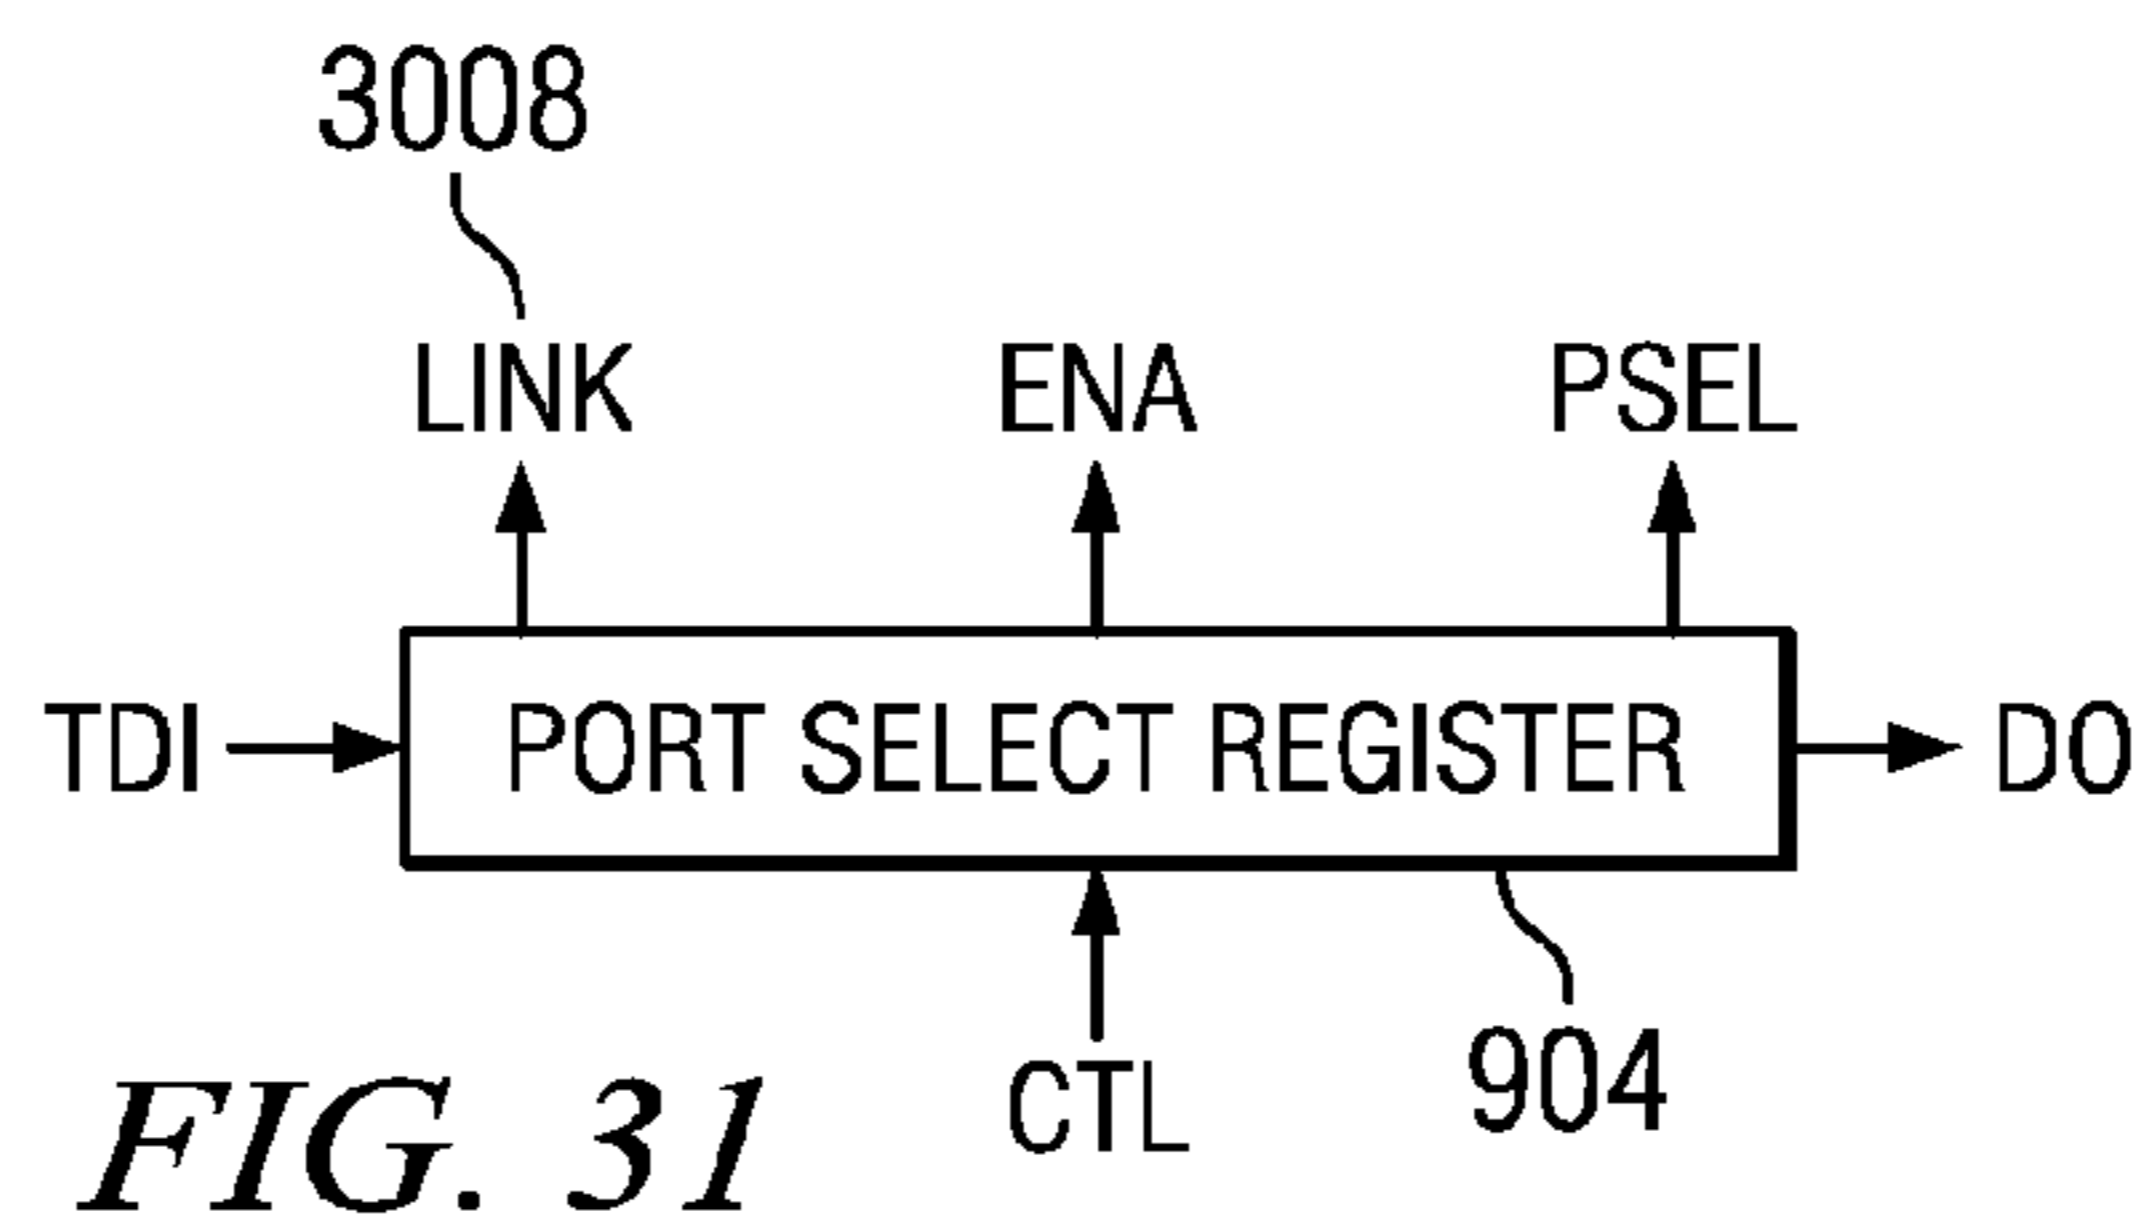 3008
LINK ENA PSEL
TDI PORT SELECT REGISTER DO
CTL 904
FIG. 31